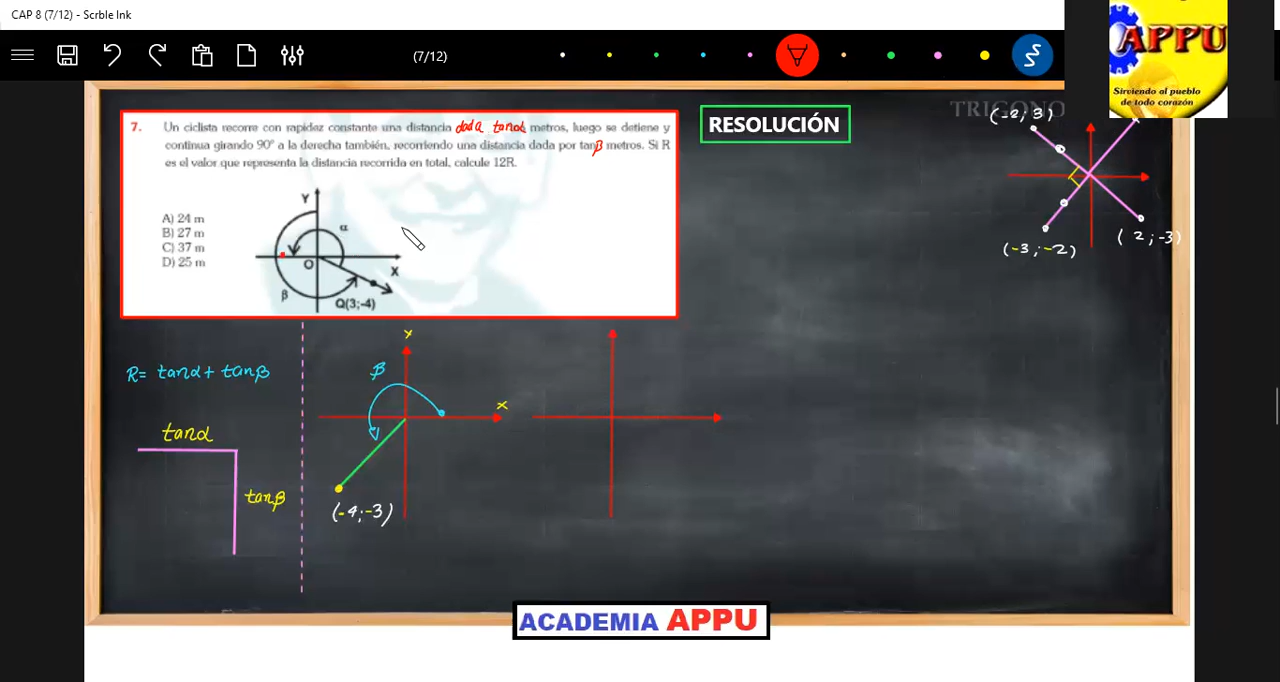 CAP 8 (7/12) - Scrble Ink
(7/12)
APPU
Sirviendo al pueblo
de todo corazón
TRIGONO
7. Un ciclista recorre con rapidez constante una distancia dada tanα metros, luego se detiene y
continua girando 90° a la derecha también, recorriendo una distancia dada por tanβ metros. Si R
es el valor que representa la distancia recorrida en total, calcule 12R.
A) 24 m
B) 27 m
C) 37 m
D) 25 m
Y
α
O
X
β
Q(3;-4)
RESOLUCIÓN
(-2; 3)
(-3; -2)
(2; -3)
R= tanα + tanβ
tanα
tanβ
Y
β
X
(-4;-3)
ACADEMIA APPU